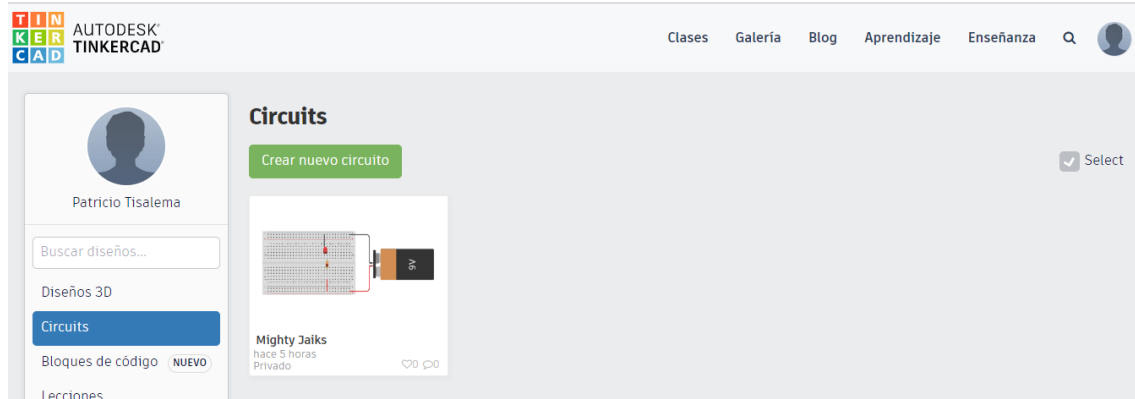 TIN
KER
CAD
AUTODESK®
TINKERCAD®
Clases Galería Blog Aprendizaje Enseñanza
Patricio Tisalema
Buscar diseños...
Diseños 3D
Circuits
Bloques de código NUEVO
Lecciones
Circuits
Crear nuevo circuito
Select
9V
Mighty Jaiks
hace 5 horas
Privado
0 0